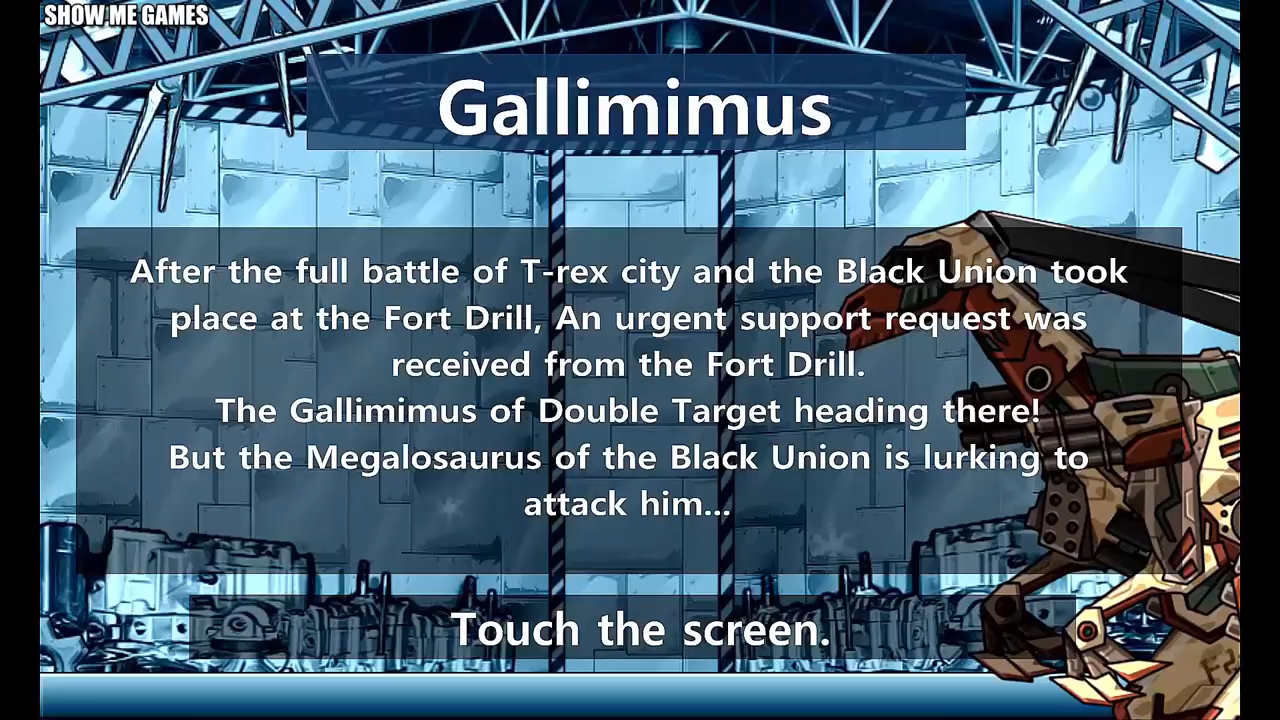 SHOW ME GAMES
Gallimimus
After the full battle of T-rex city and the Black Union took
place at the Fort Drill, An urgent support request was
received from the Fort Drill.
The Gallimimus of Double Target heading there!
But the Megalosaurus of the Black Union is lurking to
attack him...
Touch the screen.